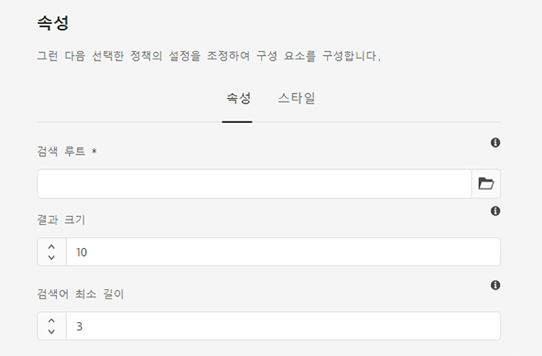 속성
그런 다음 선택한 정책의 설정을 조정하여 구성 요소를 구성합니다.
속성 스타일
검색 루트 *
결과 크기
10
검색어 최소 길이
3